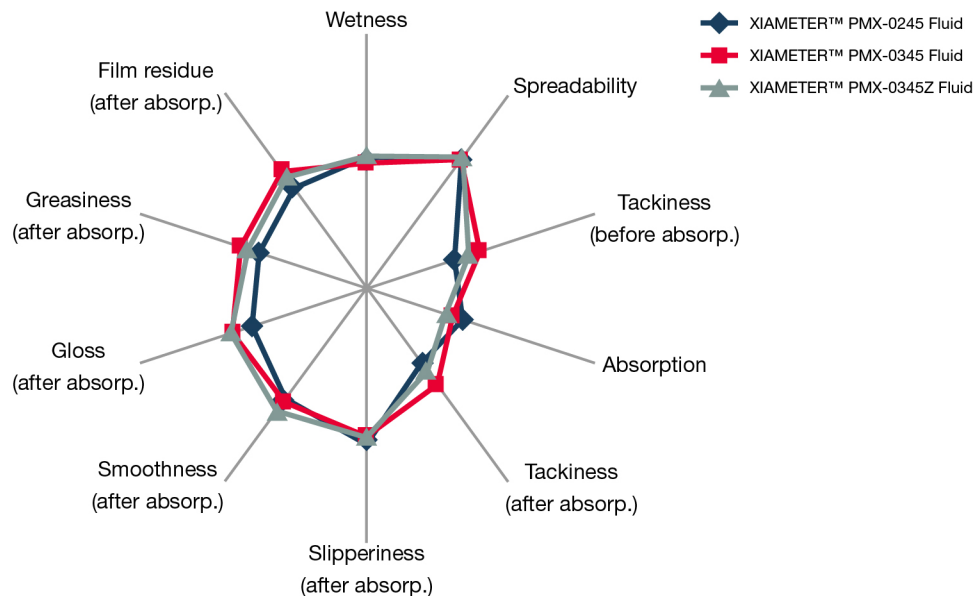 Wetness
XIAMETER™ PMX-0245 Fluid
XIAMETER™ PMX-0345 Fluid
XIAMETER™ PMX-0345Z Fluid
Film residue
(after absorp.)
Spreadability
Greasiness
(after absorp.)
Tackiness
(before absorp.)
Gloss
(after absorp.)
Absorption
Smoothness
(after absorp.)
Tackiness
(after absorp.)
Slipperiness
(after absorp.)